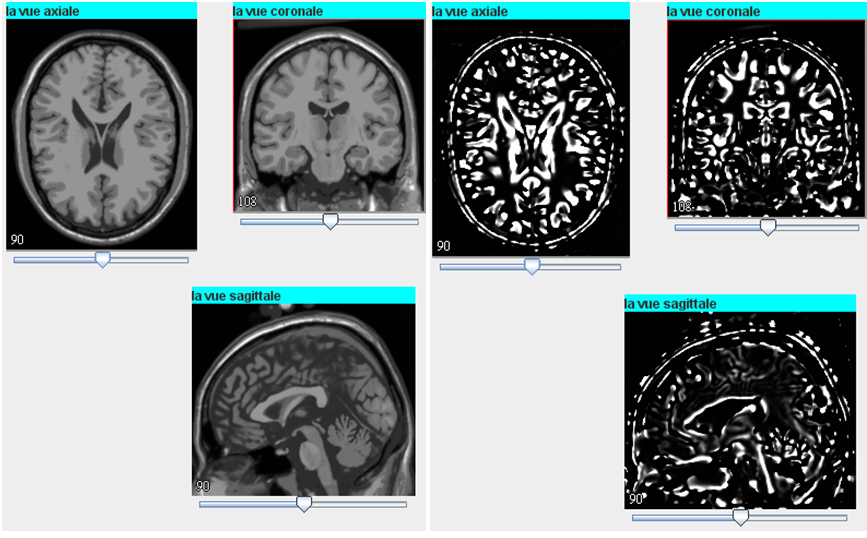 la vue axiale
la vue coronale
90
108
la vue sagittale
90
la vue axiale
la vue coronale
90
108
la vue sagittale
90